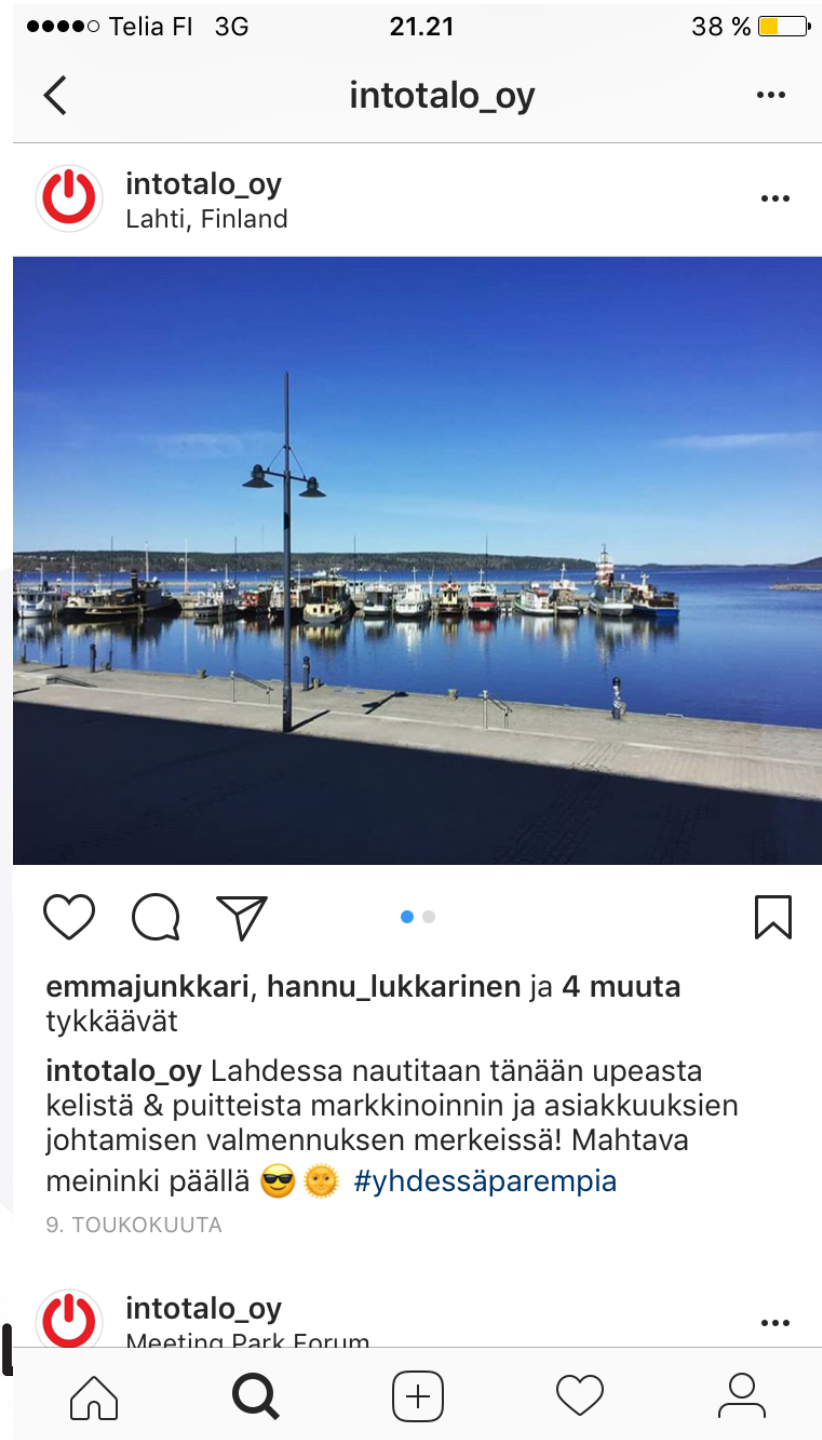 Telia FI 3G 21.21 38 %
intotalo_oy
intotalo_oy
Lahti, Finland
emmajunkkari, hannu_lukkarinen ja 4 muuta
tykkäävät
intotalo_oy Lahdessa nautitaan tänään upeasta
kelistä & puitteista markkinoinnin ja asiakkuuksien
johtamisen valmennuksen merkeissä! Mahtava
meininki päällä 😎🌞 #yhdessäparempia
9. TOUKOKUUTA
intotalo_oy
Meeting Park Forum